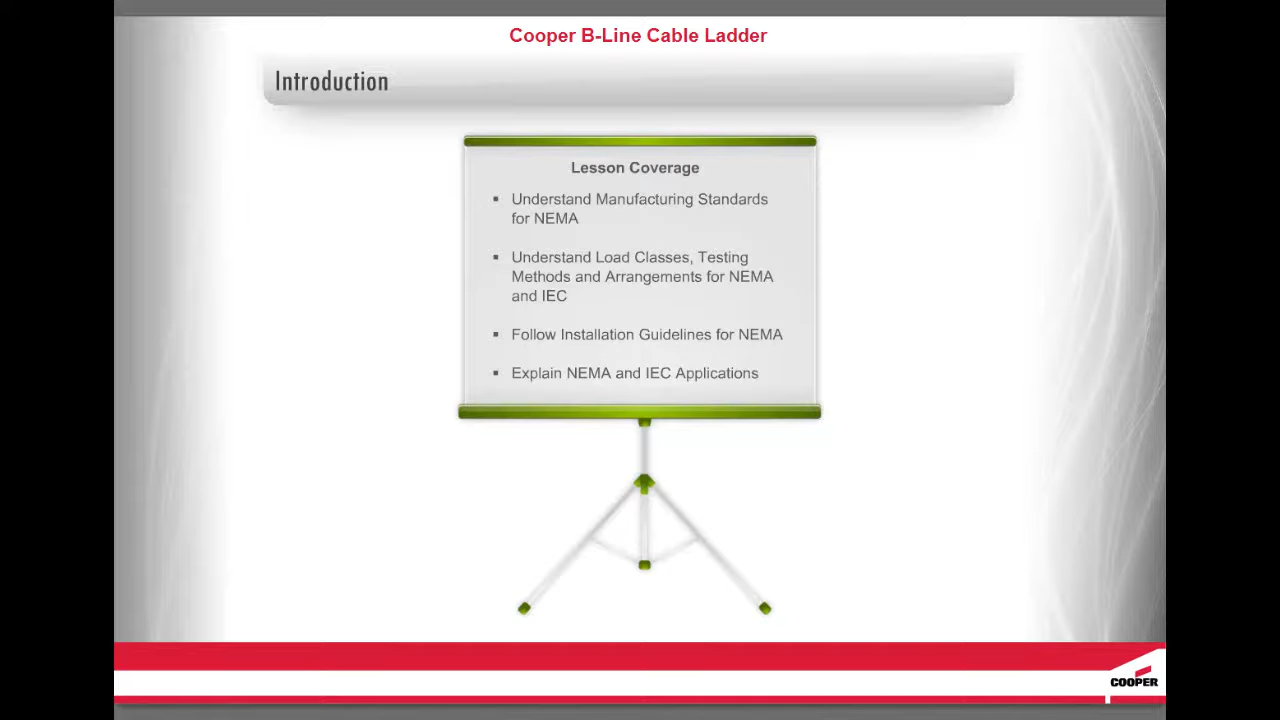 Cooper B-Line Cable Ladder
Introduction
Lesson Coverage
▪ Understand Manufacturing Standards
for NEMA
▪ Understand Load Classes, Testing
Methods and Arrangements for NEMA
and IEC
▪ Follow Installation Guidelines for NEMA
▪ Explain NEMA and IEC Applications
COOPER